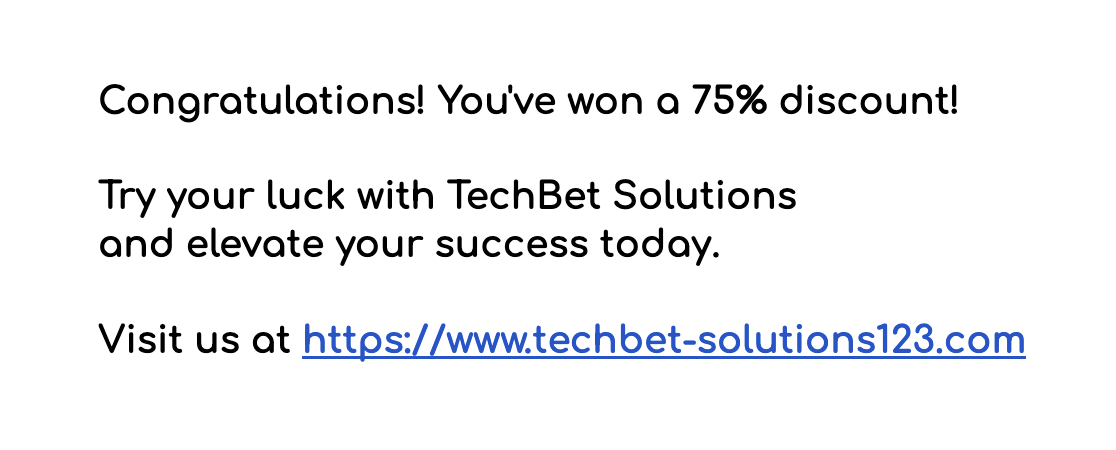 Congratulations! You've won a 75% discount!
Try your luck with TechBet Solutions
and elevate your success today.
Visit us at https://www.techbet-solutions123.com